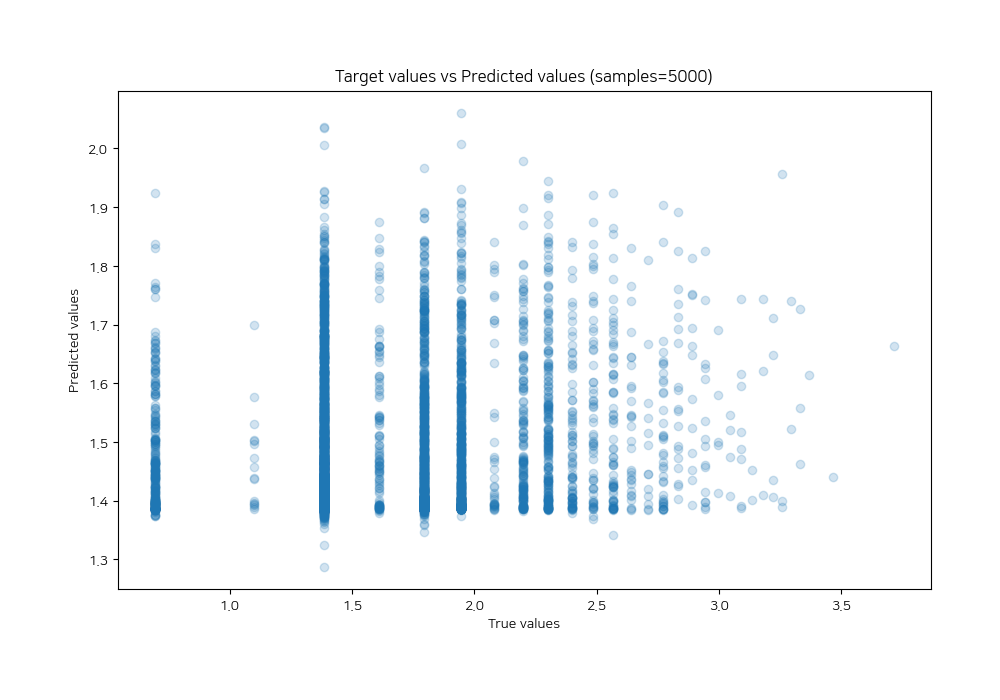 Target values vs Predicted values (samples=5000)
Predicted values
2.0
1.9
1.8
1.7
1.6
1.5
1.4
1.3
1.0 1.5 2.0 2.5 3.0 3.5
True values